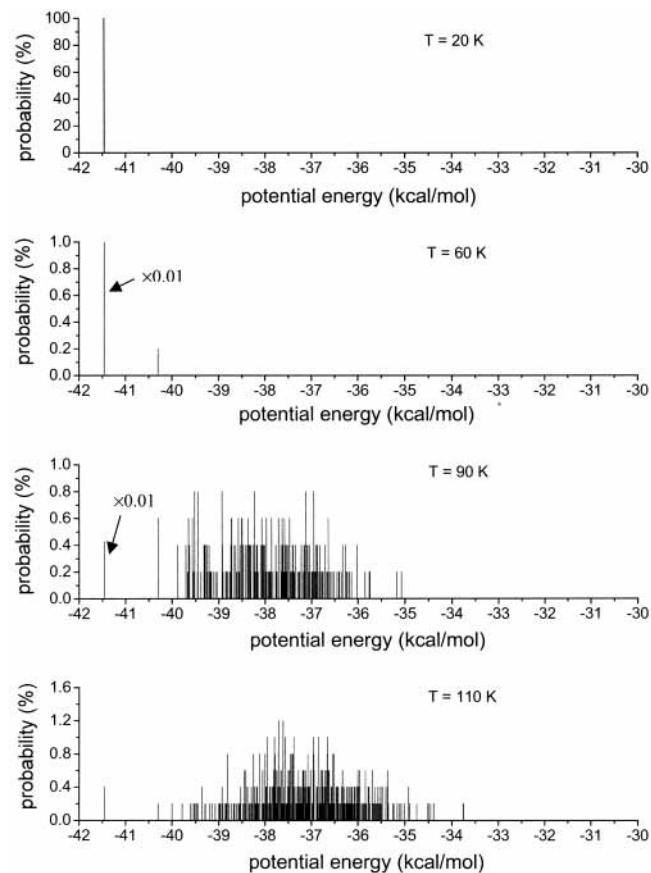 probability (%)
100
80
60
40
20
0
T = 20 K
-42 -41 -40 -39 -38 -37 -36 -35 -34 -33 -32 -31 -30
potential energy (kcal/mol)
probability (%)
1.0
0.8
0.6
0.4
0.2
0.0
×0.01
T = 60 K
-42 -41 -40 -39 -38 -37 -36 -35 -34 -33 -32 -31 -30
potential energy (kcal/mol)
probability (%)
1.0
0.8
0.6
0.4
0.2
0.0
×0.01
T = 90 K
-42 -41 -40 -39 -38 -37 -36 -35 -34 -33 -32 -31 -30
potential energy (kcal/mol)
probability (%)
1.6
1.2
0.8
0.4
0.0
T = 110 K
-42 -41 -40 -39 -38 -37 -36 -35 -34 -33 -32 -31 -30
potential energy (kcal/mol)